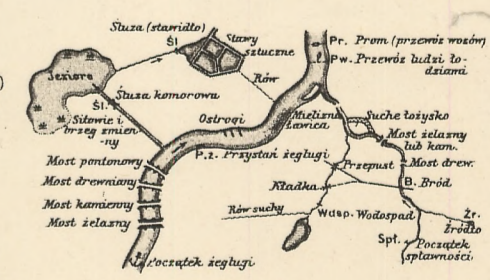 Śluza (stawidło)
Śl.
Stawy
sztuczne
Pr. Prom (przewóz wozów)
Pw. Przewóz ludzi ło-
dziami
Jezioro
Rów
Śl.
Śluza komorowa
Sitowie i
brzeg zmien-
ny
Ostrogi
Mielizna
Ławica
Suche łożysko
Most żelazny
lub kam.
P.ż. Przystań żeglugi
Most pontonowy
Przepust
Most drew.
Most drewniany
Kładka
B. Bród
Most kamienny
Rów suchy
Wdsp. Wodospad
Źr.
Źródło
Most żelazny
Spł.
Początek
spławności
Początek żeglugi